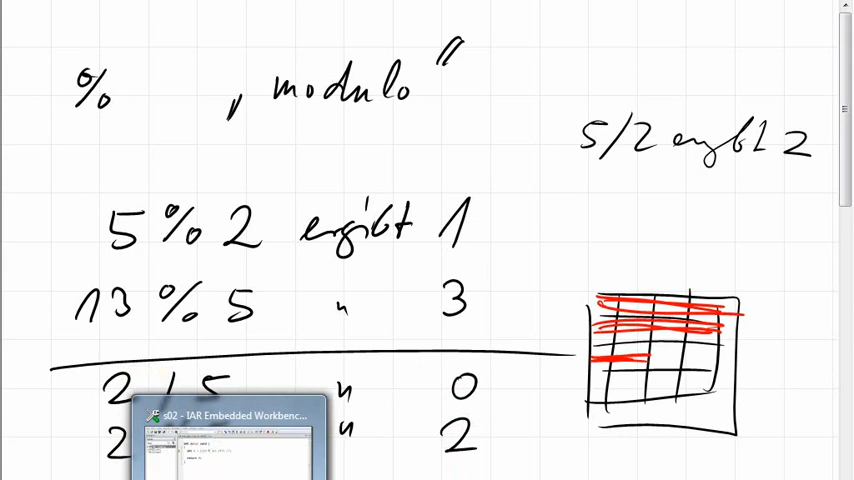 % „modulo“
5/2 ergibt 2
5 % 2 ergibt 1
13 % 5 " 3
2 / 5 " 0
2 " 2
s02 - IAR Embedded Workbenc...